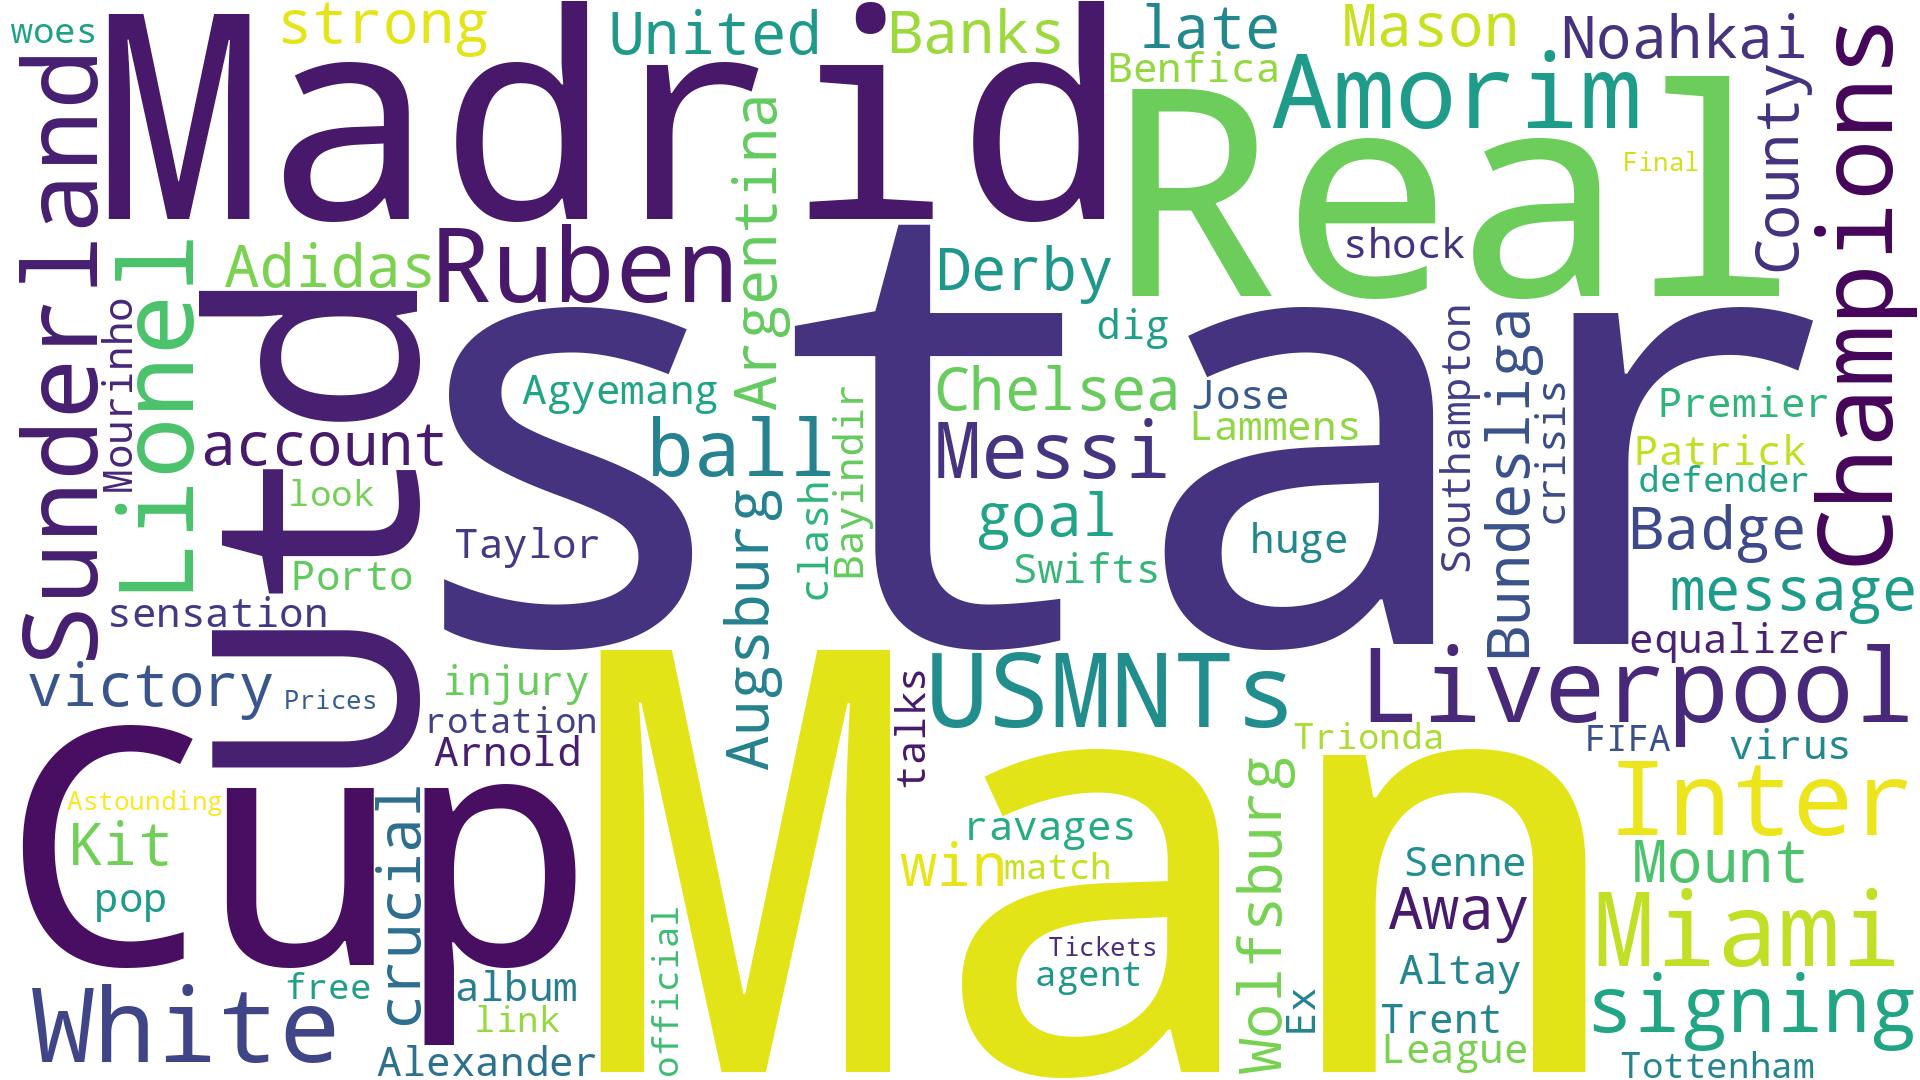 woes
Madrid
strong
United
Banks
late
Mason
Noahkai
Benfica
Amorim
Real
Final
County
Champions
Sunderland
Lionel
Mourinho
Adidas
Ruben
Argentina
Derby
shock
dig
star
Utd
account
look
Porto
sensation
Agyemang
ball
Taylor
Augsburg
clash
Bayindir
Chelsea
Jose
Lammens
Messi
goal
Swifts
huge
Southampton
Bundesliga
crisis
Premier
Patrick
defender
Badge
message
equalizer
victory
Prices
injury
rotation
Arnold
talks
USMNTs
Liverpool
Trionda
FIFA
virus
Cup
Astounding
Kit
pop
crucial
Man
ravages
win
match
Wolfsburg
Inter
Mount
Senne
Away
Miami
Tickets
agent
official
White
free
album
link
Alexander
Altay
Ex
Trent
League
signing
Tottenham